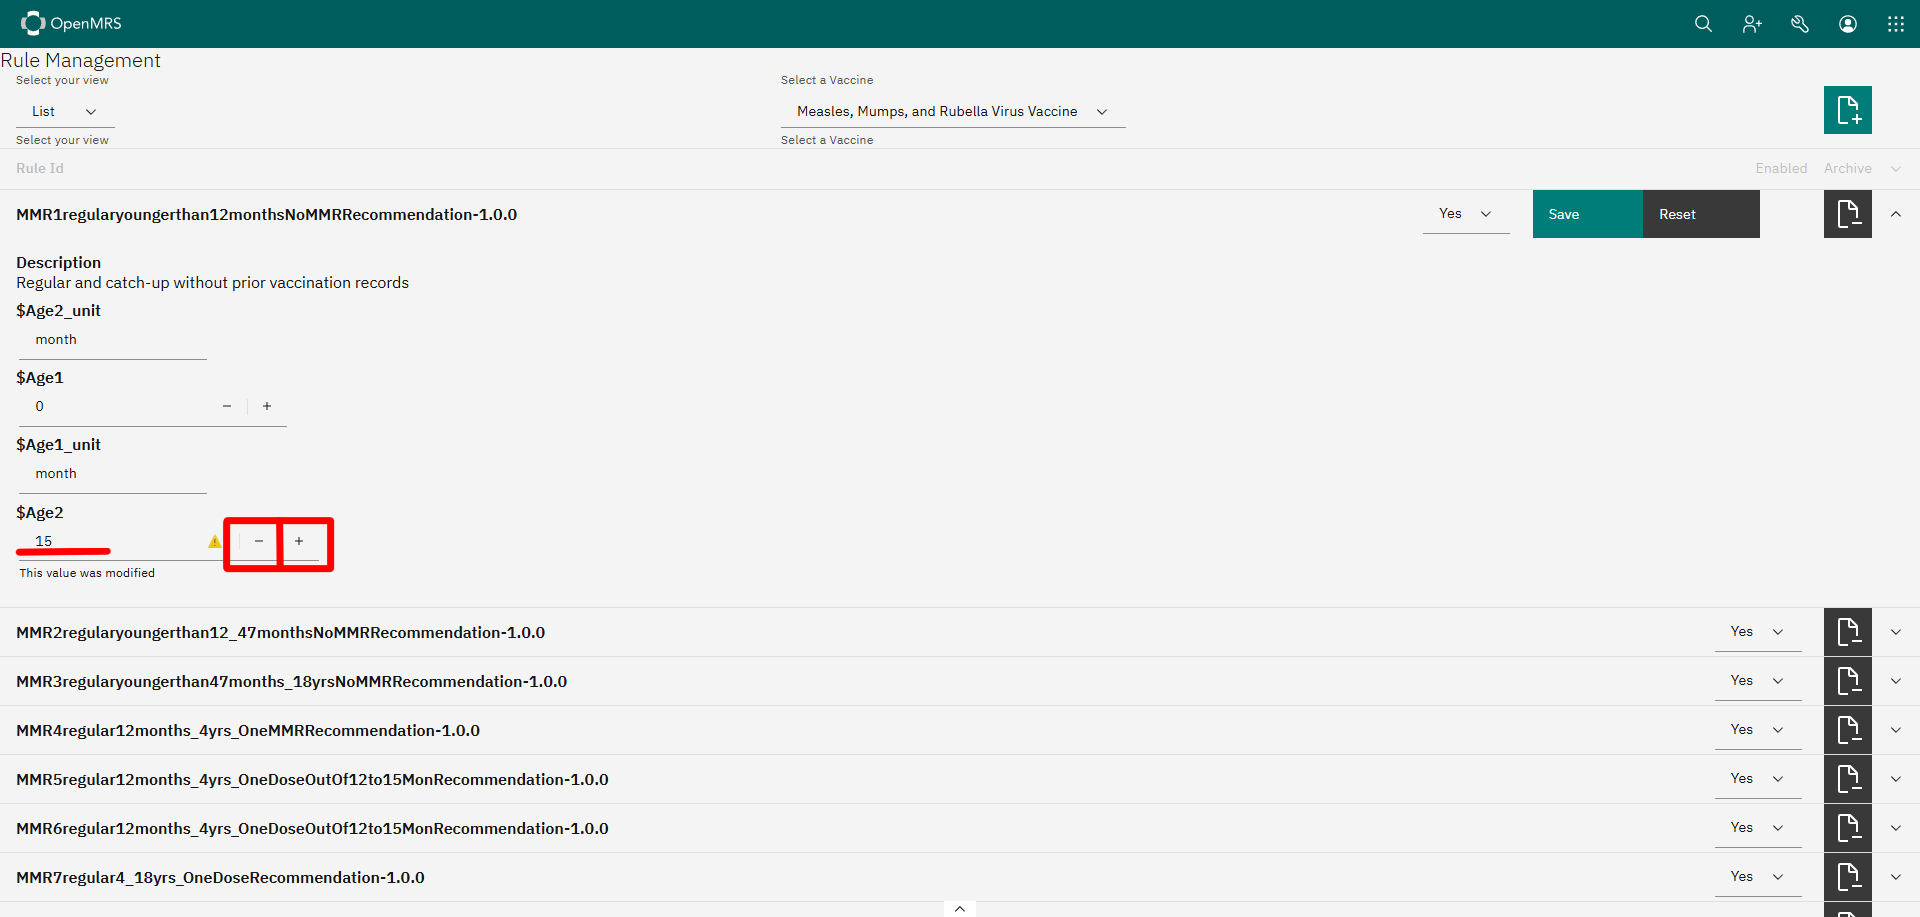 OpenMRS
Rule Management
Select your view
Select a Vaccine
List
Measles, Mumps, and Rubella Virus Vaccine
Select your view
Select a Vaccine
Rule Id
Enabled
Archive
MMR1regularyoungerthan12monthsNoMMRRecommendation-1.0.0
Yes
Save
Reset
Description
Regular and catch-up without prior vaccination records
$Age2_unit
month
$Age1
0
$Age1_unit
month
$Age2
15
This value was modified
MMR2regularyoungerthan12_47monthsNoMMRRecommendation-1.0.0
Yes
MMR3regularyoungerthan47months_18yrsNoMMRRecommendation-1.0.0
Yes
MMR4regular12months_4yrs_OneMMRRecommendation-1.0.0
Yes
MMR5regular12months_4yrs_OneDoseOutOf12to15MonRecommendation-1.0.0
Yes
MMR6regular12months_4yrs_OneDoseOutOf12to15MonRecommendation-1.0.0
Yes
MMR7regular4_18yrs_OneDoseRecommendation-1.0.0
Yes